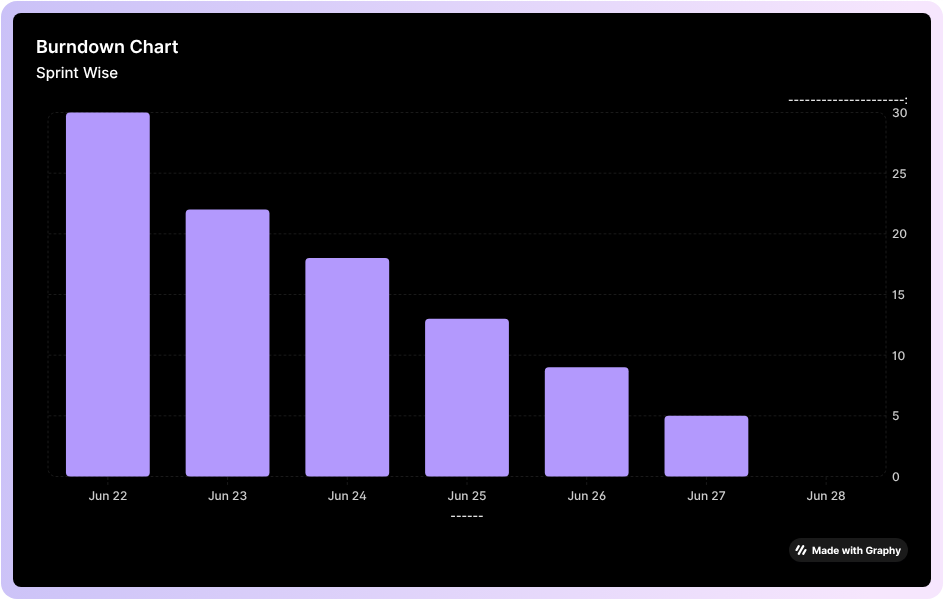 Burndown Chart
Sprint Wise
---------------------:
30
25
20
15
10
5
0
Jun 22 Jun 23 Jun 24 Jun 25 Jun 26 Jun 27 Jun 28
------
Made with Graphy